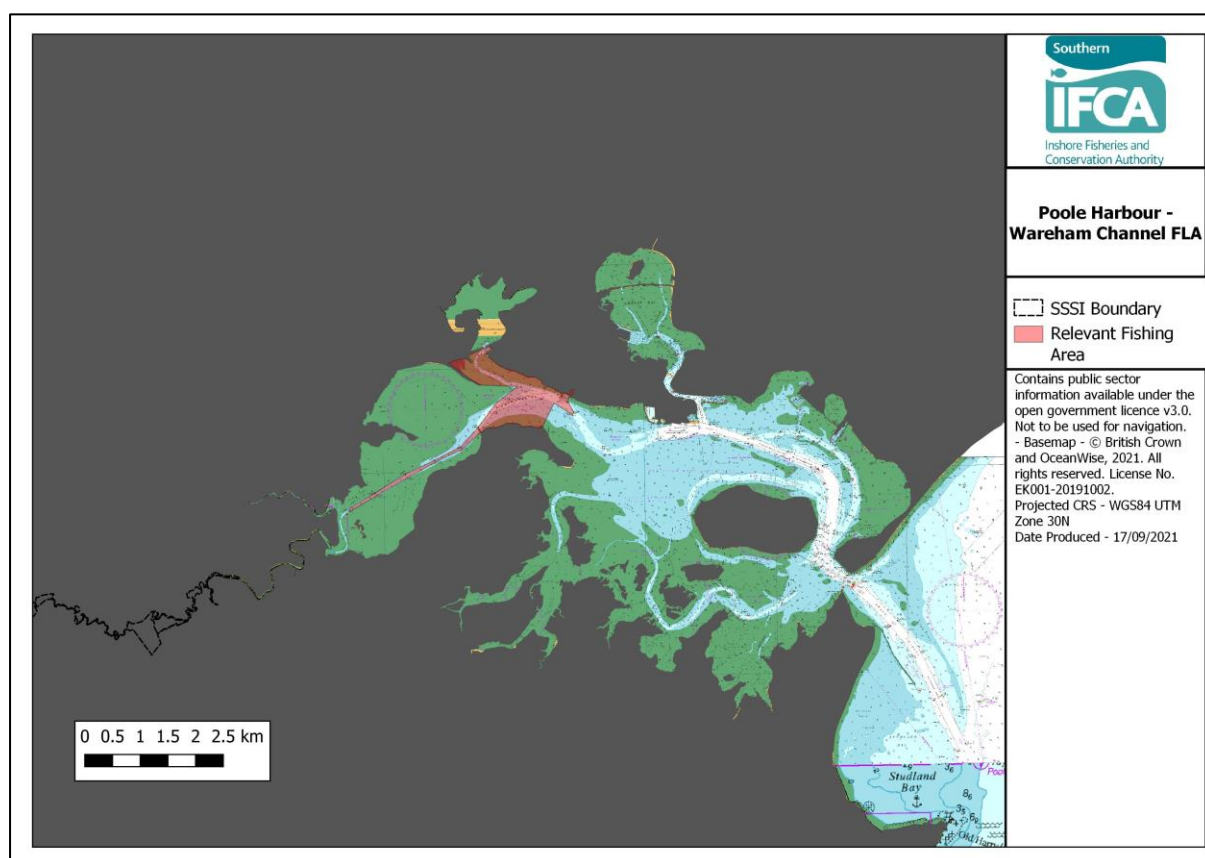 Southern
IFCA
Inshore Fisheries and
Conservation Authority
Poole Harbour -
Wareham Channel FLA
SSSI Boundary
Relevant Fishing
Area
Contains public sector
information available under the
open government licence v3.0.
Not to be used for navigation.
- Basemap - © British Crown
and OceanWise, 2021. All
rights reserved. License No.
EK001-20191002.
Projected CRS - WGS84 UTM
Zone 30N
Date Produced - 17/09/2021
0 0.5 1 1.5 2 2.5 km
Studland
Bay